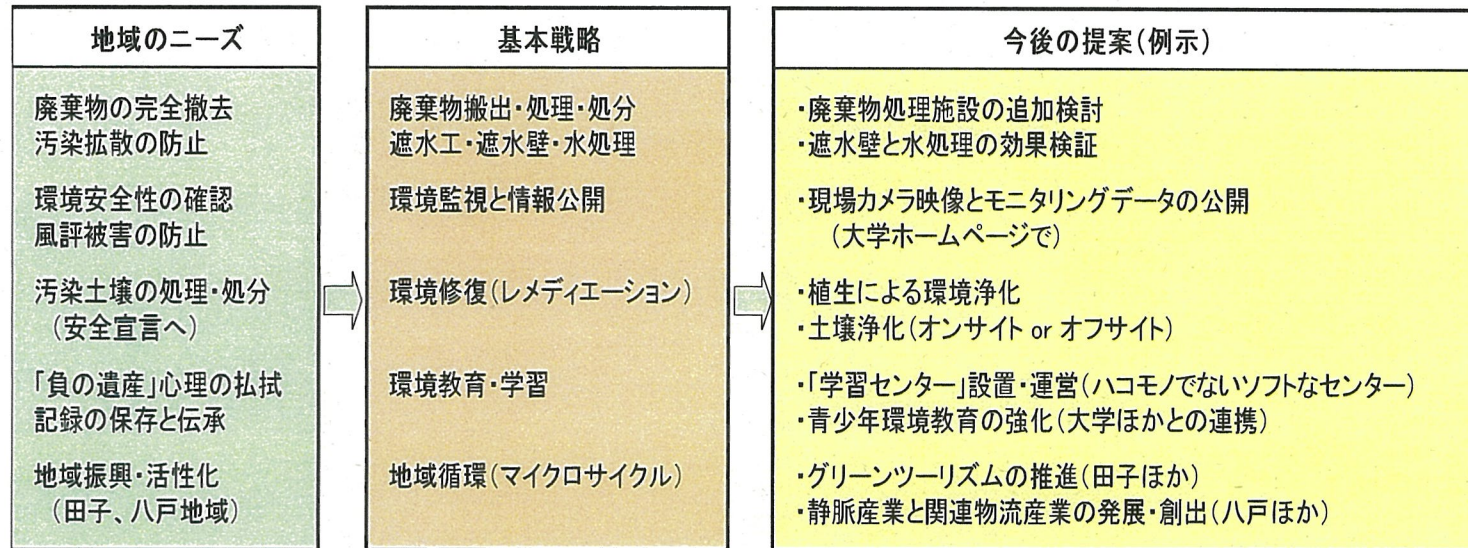 地域のニーズ
廃棄物の完全撤去
汚染拡散の防止
環境安全性の確認
風評被害の防止
汚染土壌の処理・処分
（安全宣言へ）
「負の遺産」心理の払拭
記録の保存と伝承
地域振興・活性化
（田子、八戸地域）
基本戦略
廃棄物搬出・処理・処分
遮水工・遮水壁・水処理
環境監視と情報公開
環境修復（レメディエーション）
環境教育・学習
地域循環（マイクロサイクル）
今後の提案（例示）
・廃棄物処理施設の追加検討
・遮水壁と水処理の効果検証
・現場カメラ映像とモニタリングデータの公開
（大学ホームページで）
・植生による環境浄化
・土壌浄化（オンサイト or オフサイト）
・「学習センター」設置・運営（ハコモノでないソフトなセンター）
・青少年環境教育の強化（大学ほかとの連携）
・グリーンツーリズムの推進（田子ほか）
・静脈産業と関連物流産業の発展・創出（八戸ほか）